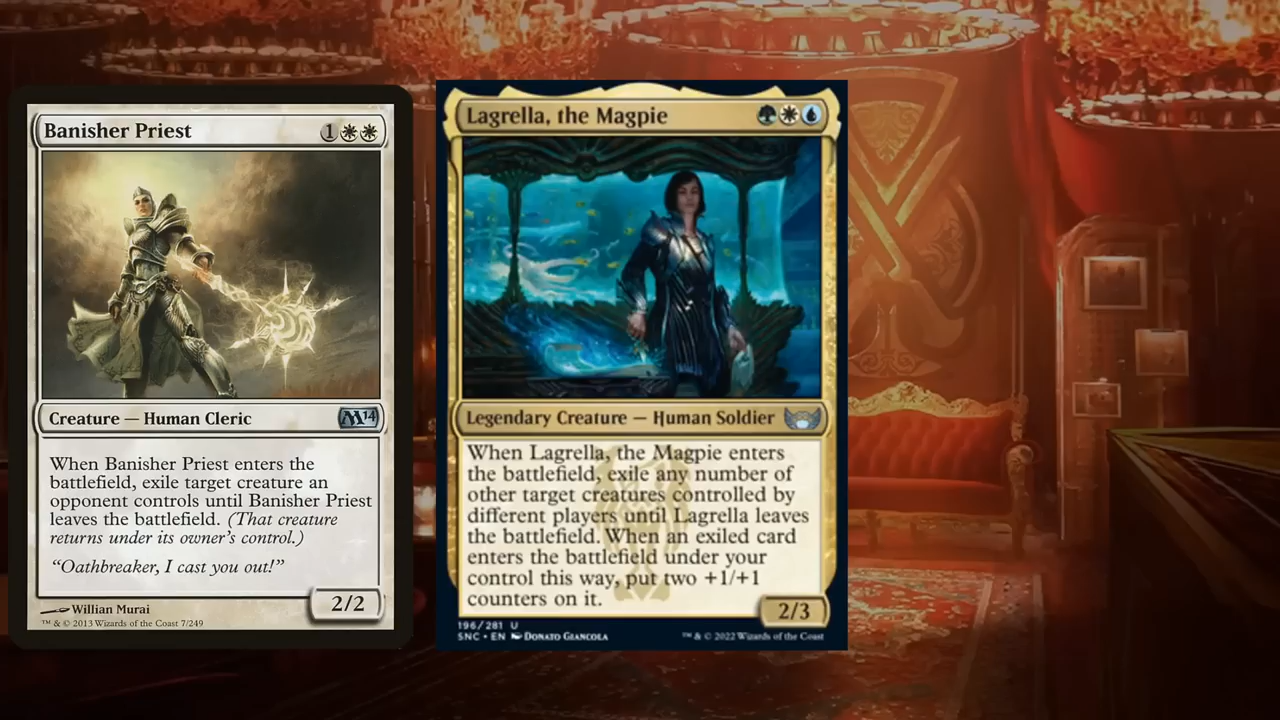 Banisher Priest 1
Creature — Human Cleric M14
When Banisher Priest enters the
battlefield, exile target creature an
opponent controls until Banisher Priest
leaves the battlefield. (That creature
returns under its owner's control.)
“Oathbreaker, I cast you out!”
2/2
Willian Murai
™ & © 2013 Wizards of the Coast 7/249
Lagrella, the Magpie
Legendary Creature — Human Soldier
When Lagrella, the Magpie enters
the battlefield, exile any number of
other target creatures controlled by
different players until Lagrella leaves
the battlefield. When an exiled card
enters the battlefield under your
control this way, put two +1/+1
counters on it.
2/3
196/281 U
SNC • EN Donato Giancola
™ & © 2022 Wizards of the Coast